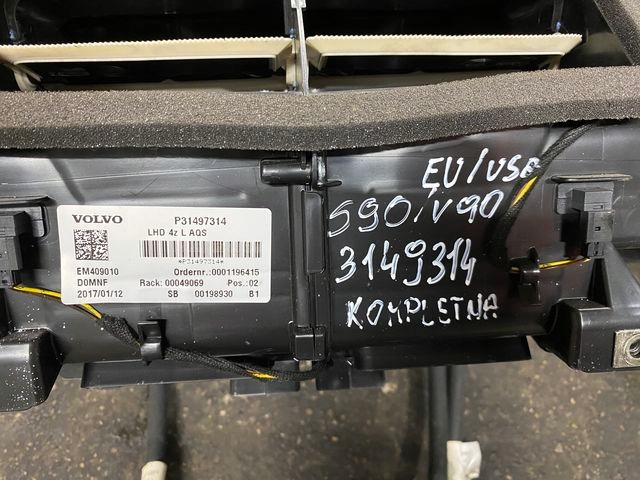 VOLVO P31497314
LHD 4z L AQS
*P31497314*
EM409010 Ordernr.:0001196415
DOMNF Rack: 00049069 Pos.: 02
2017/01/12 SB 00198930 B1
EU/USA
S90/V90
3149314
KOMPLETNA